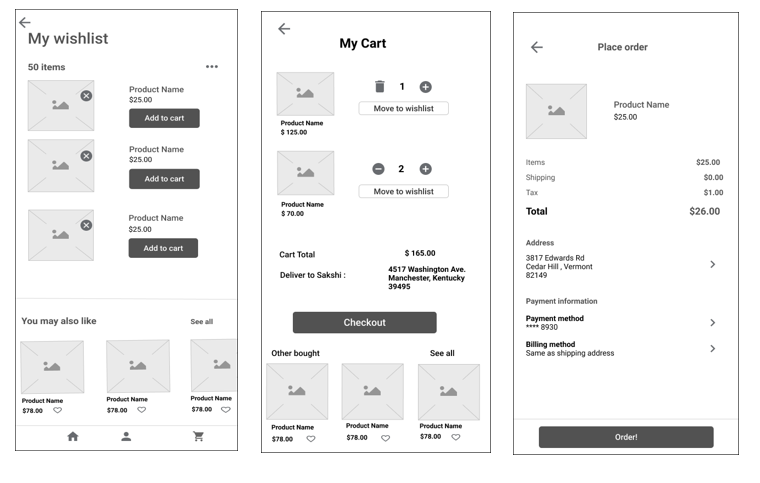 My wishlist
50 items
Product Name
$25.00
Add to cart
Product Name
$25.00
Add to cart
Product Name
$25.00
Add to cart
You may also like
See all
Product Name
$78.00
Product Name
$78.00
Product Name
$78.00
My Cart
1
Move to wishlist
Product Name
$ 125.00
2
Move to wishlist
Product Name
$ 70.00
Cart Total
$ 165.00
Deliver to Sakshi :
4517 Washington Ave.
Manchester, Kentucky
39495
Checkout
Other bought
See all
Product Name
$78.00
Product Name
$78.00
Product Name
$78.00
Place order
Product Name
$25.00
Items
$25.00
Shipping
$0.00
Tax
$1.00
Total
$26.00
Address
3817 Edwards Rd
Cedar Hill , Vermont
82149
Payment information
Payment method
**** 8930
Billing method
Same as shipping address
Order!